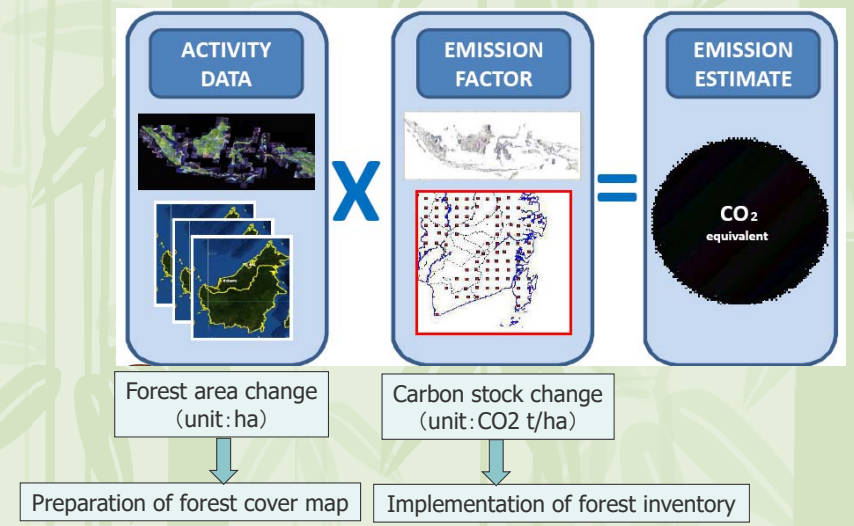 ACTIVITY
DATA
EMISSION
FACTOR
EMISSION
ESTIMATE
X
=
CO₂
equivalent
Forest area change
(unit:ha)
Carbon stock change
(unit:CO2 t/ha)
Preparation of forest cover map
Implementation of forest inventory